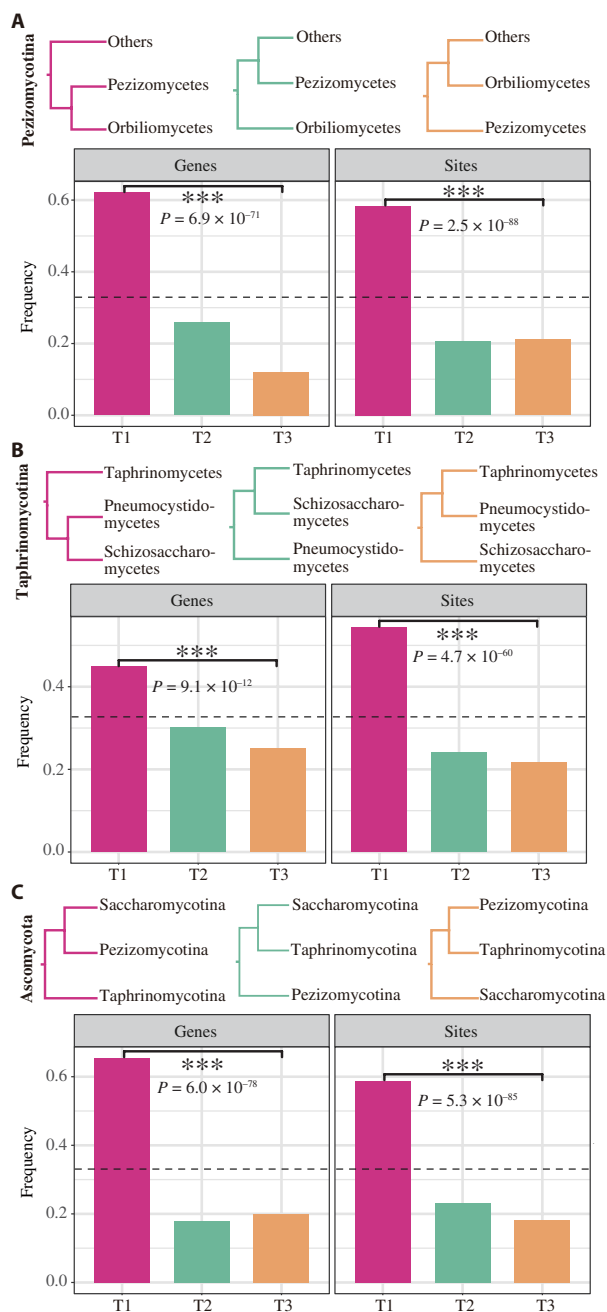 A
Pezizomycotina
Others
Pezizomycetes
Orbiliomycetes
Others
Pezizomycetes
Orbiliomycetes
Others
Orbiliomycetes
Pezizomycetes
Genes
Sites
Frequency
0.6
0.4
0.2
0.0
***
P = 6.9 × 10⁻⁷¹
***
P = 2.5 × 10⁻⁸⁸
T1 T2 T3
T1 T2 T3
B
Taphrinomycotina
Taphrinomycetes
Pneumocystido-
mycetes
Schizosaccharo-
mycetes
Taphrinomycetes
Schizosaccharo-
mycetes
Pneumocystido-
mycetes
Taphrinomycetes
Pneumocystido-
mycetes
Schizosaccharo-
mycetes
Genes
Sites
Frequency
0.4
0.2
0.0
***
P = 9.1 × 10⁻¹²
***
P = 4.7 × 10⁻⁶⁰
T1 T2 T3
T1 T2 T3
C
Ascomycota
Saccharomycotina
Pezizomycotina
Taphrinomycotina
Saccharomycotina
Taphrinomycotina
Pezizomycotina
Pezizomycotina
Taphrinomycotina
Saccharomycotina
Genes
Sites
Frequency
0.6
0.4
0.2
0.0
***
P = 6.0 × 10⁻⁷⁸
***
P = 5.3 × 10⁻⁸⁵
T1 T2 T3
T1 T2 T3